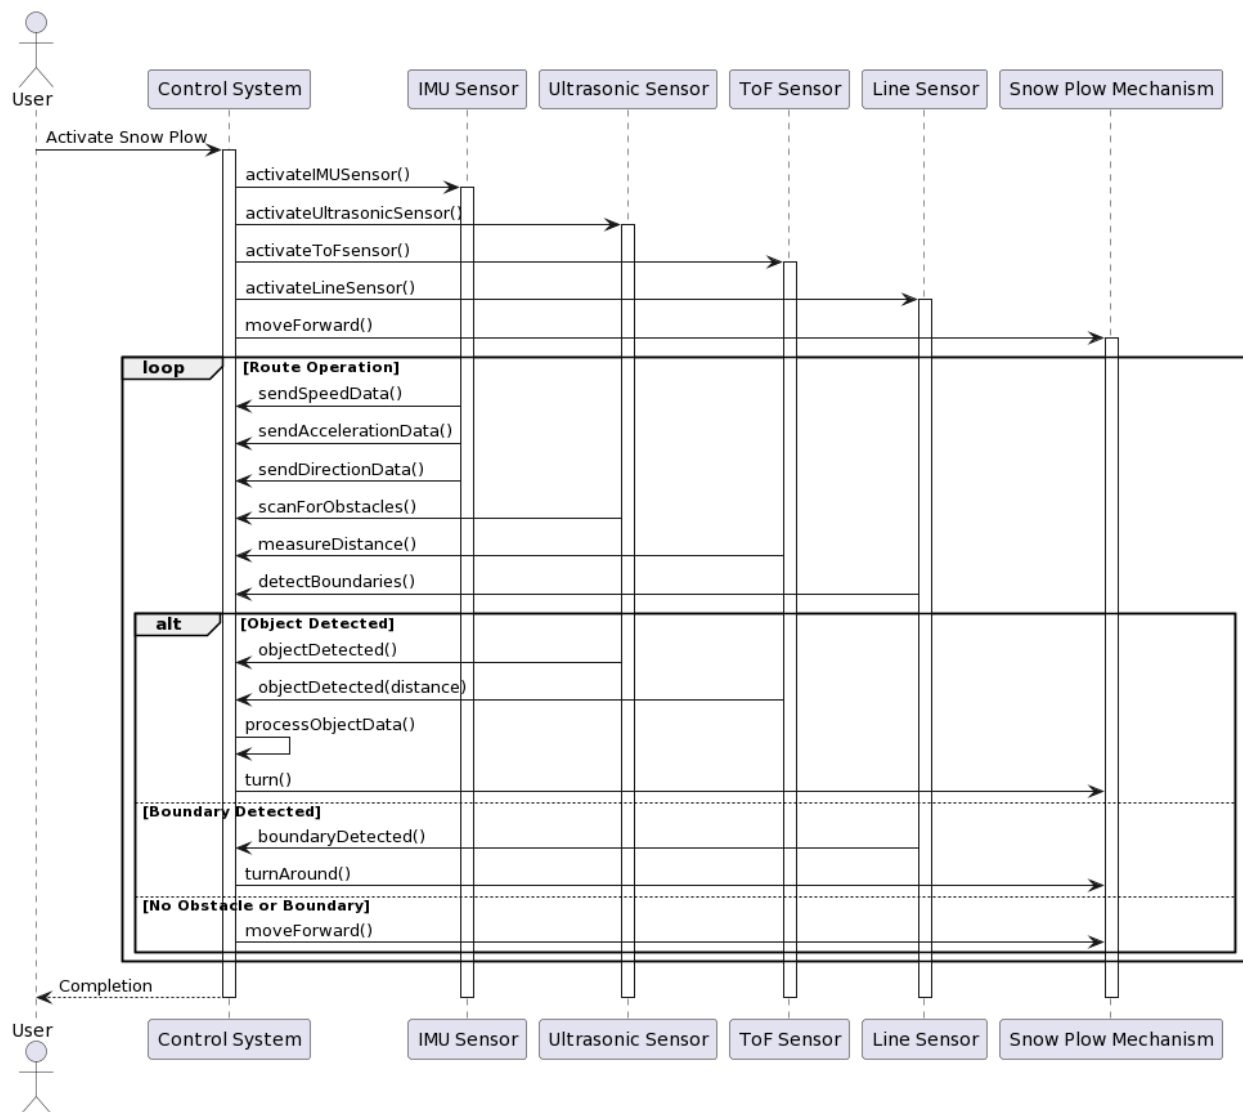 User
Control System
IMU Sensor
Ultrasonic Sensor
ToF Sensor
Line Sensor
Snow Plow Mechanism
Activate Snow Plow
activateIMUSensor()
activateUltrasonicSensor()
activateToFsensor()
activateLineSensor()
moveForward()
loop [Route Operation]
sendSpeedData()
sendAccelerationData()
sendDirectionData()
scanForObstacles()
measureDistance()
detectBoundaries()
alt [Object Detected]
objectDetected()
objectDetected(distance)
processObjectData()
turn()
[Boundary Detected]
boundaryDetected()
turnAround()
[No Obstacle or Boundary]
moveForward()
Completion
User
Control System
IMU Sensor
Ultrasonic Sensor
ToF Sensor
Line Sensor
Snow Plow Mechanism